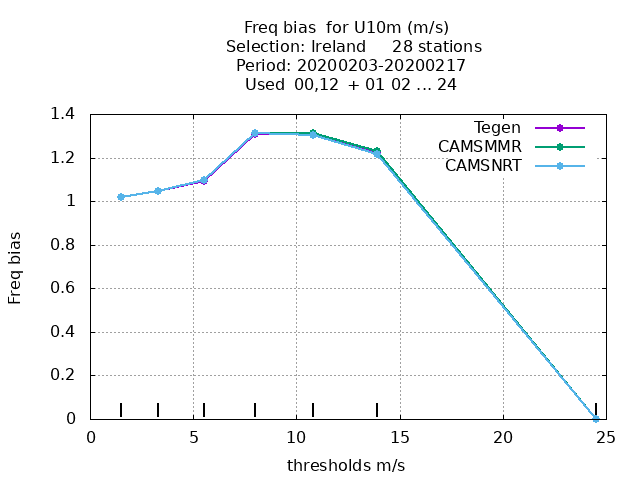 Freq bias  for U10m (m/s)
Selection: Ireland     28 stations
Period: 20200203-20200217
Used  00,12  + 01 02 ... 24
Tegen
CAMSMMR
CAMSNRT
Freq bias
1.4
1.2
1
0.8
0.6
0.4
0.2
0
0 5 10 15 20 25
thresholds m/s